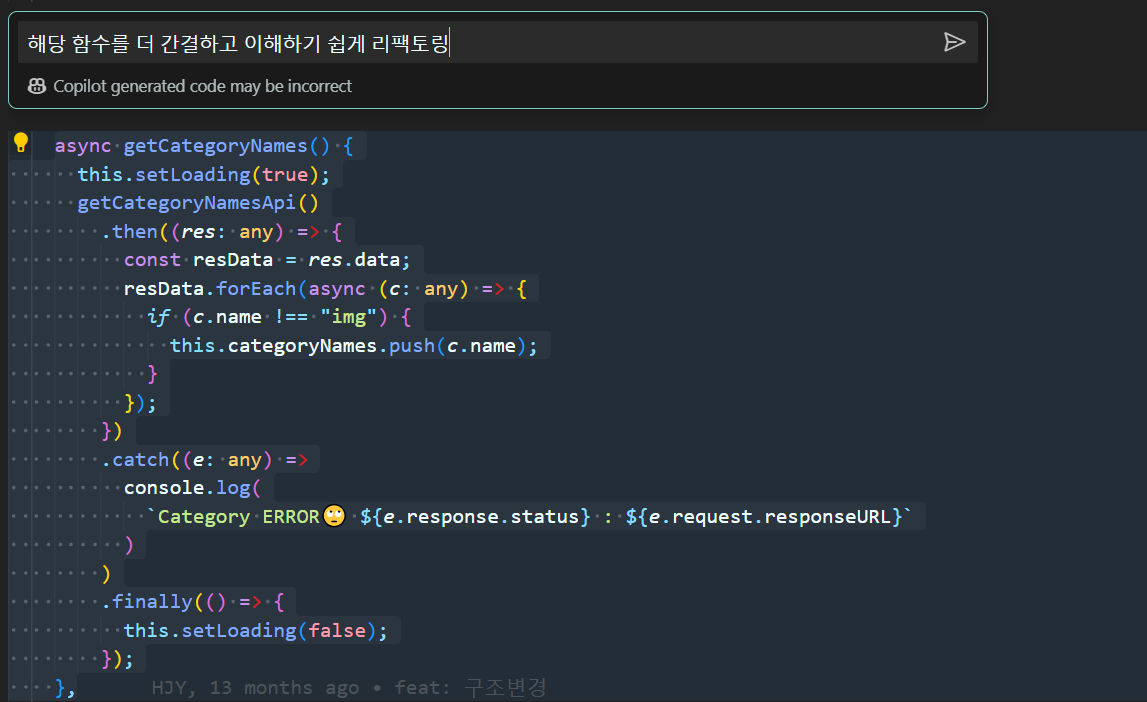 해당 함수를 더 간결하고 이해하기 쉽게 리팩토링
Copilot generated code may be incorrect
async getCategoryNames() {
this.setLoading(true);
getCategoryNamesApi()
.then((res: any) => {
const resData = res.data;
resData.forEach(async (c: any) => {
if (c.name !== "img") {
this.categoryNames.push(c.name);
}
});
})
.catch((e: any) =>
console.log(
`Category ERROR🙄 ${e.response.status} : ${e.request.responseURL}`
)
)
.finally(() => {
this.setLoading(false);
});
}, HJY, 13 months ago • feat: 구조변경